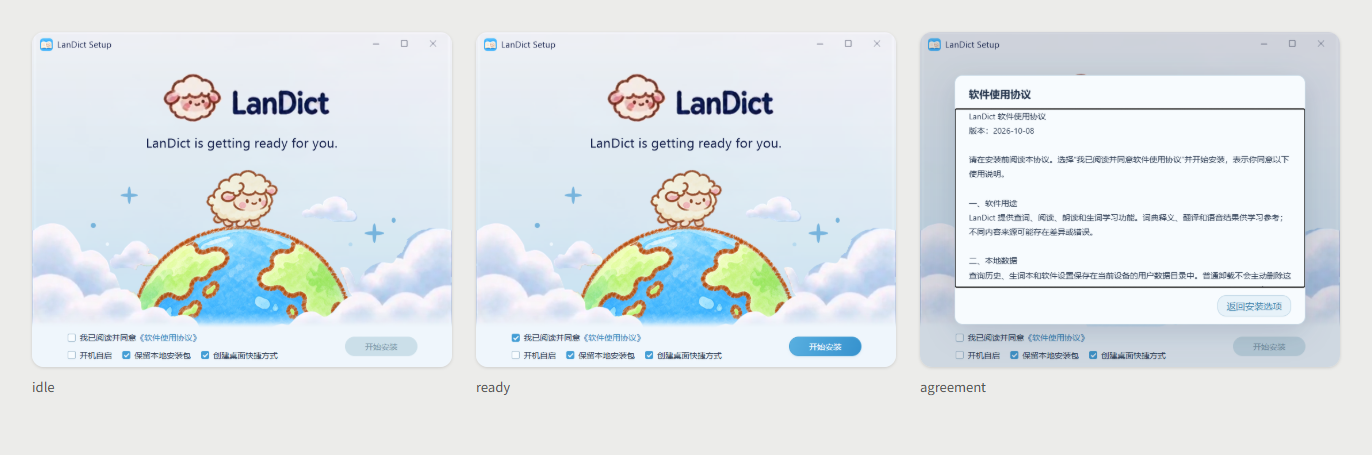 LanDict Setup
LanDict
LanDict is getting ready for you.
我已阅读并同意《软件使用协议》
开机自启 保留本地安装包 创建桌面快捷方式
开始安装
idle
LanDict Setup
LanDict
LanDict is getting ready for you.
我已阅读并同意《软件使用协议》
开机自启 保留本地安装包 创建桌面快捷方式
开始安装
ready
LanDict Setup
软件使用协议
LanDict 软件使用协议
版本：2026-10-08
请在安装前阅读本协议。选择“我已阅读并同意软件使用协议”并开始安装，表示你同意以下
使用说明。
一、软件用途
LanDict 提供查词、阅读、朗读和生词学习功能。词典释义、翻译和语音结果供学习参考；
不同内容来源可能存在差异或错误。
二、本地数据
查询历史、生词本和软件设置保存在当前设备的用户数据目录中。普通卸载不会主动删除这
返回安装选项
我已阅读并同意《软件使用协议》
开机自启 保留本地安装包 创建桌面快捷方式
开始安装
agreement